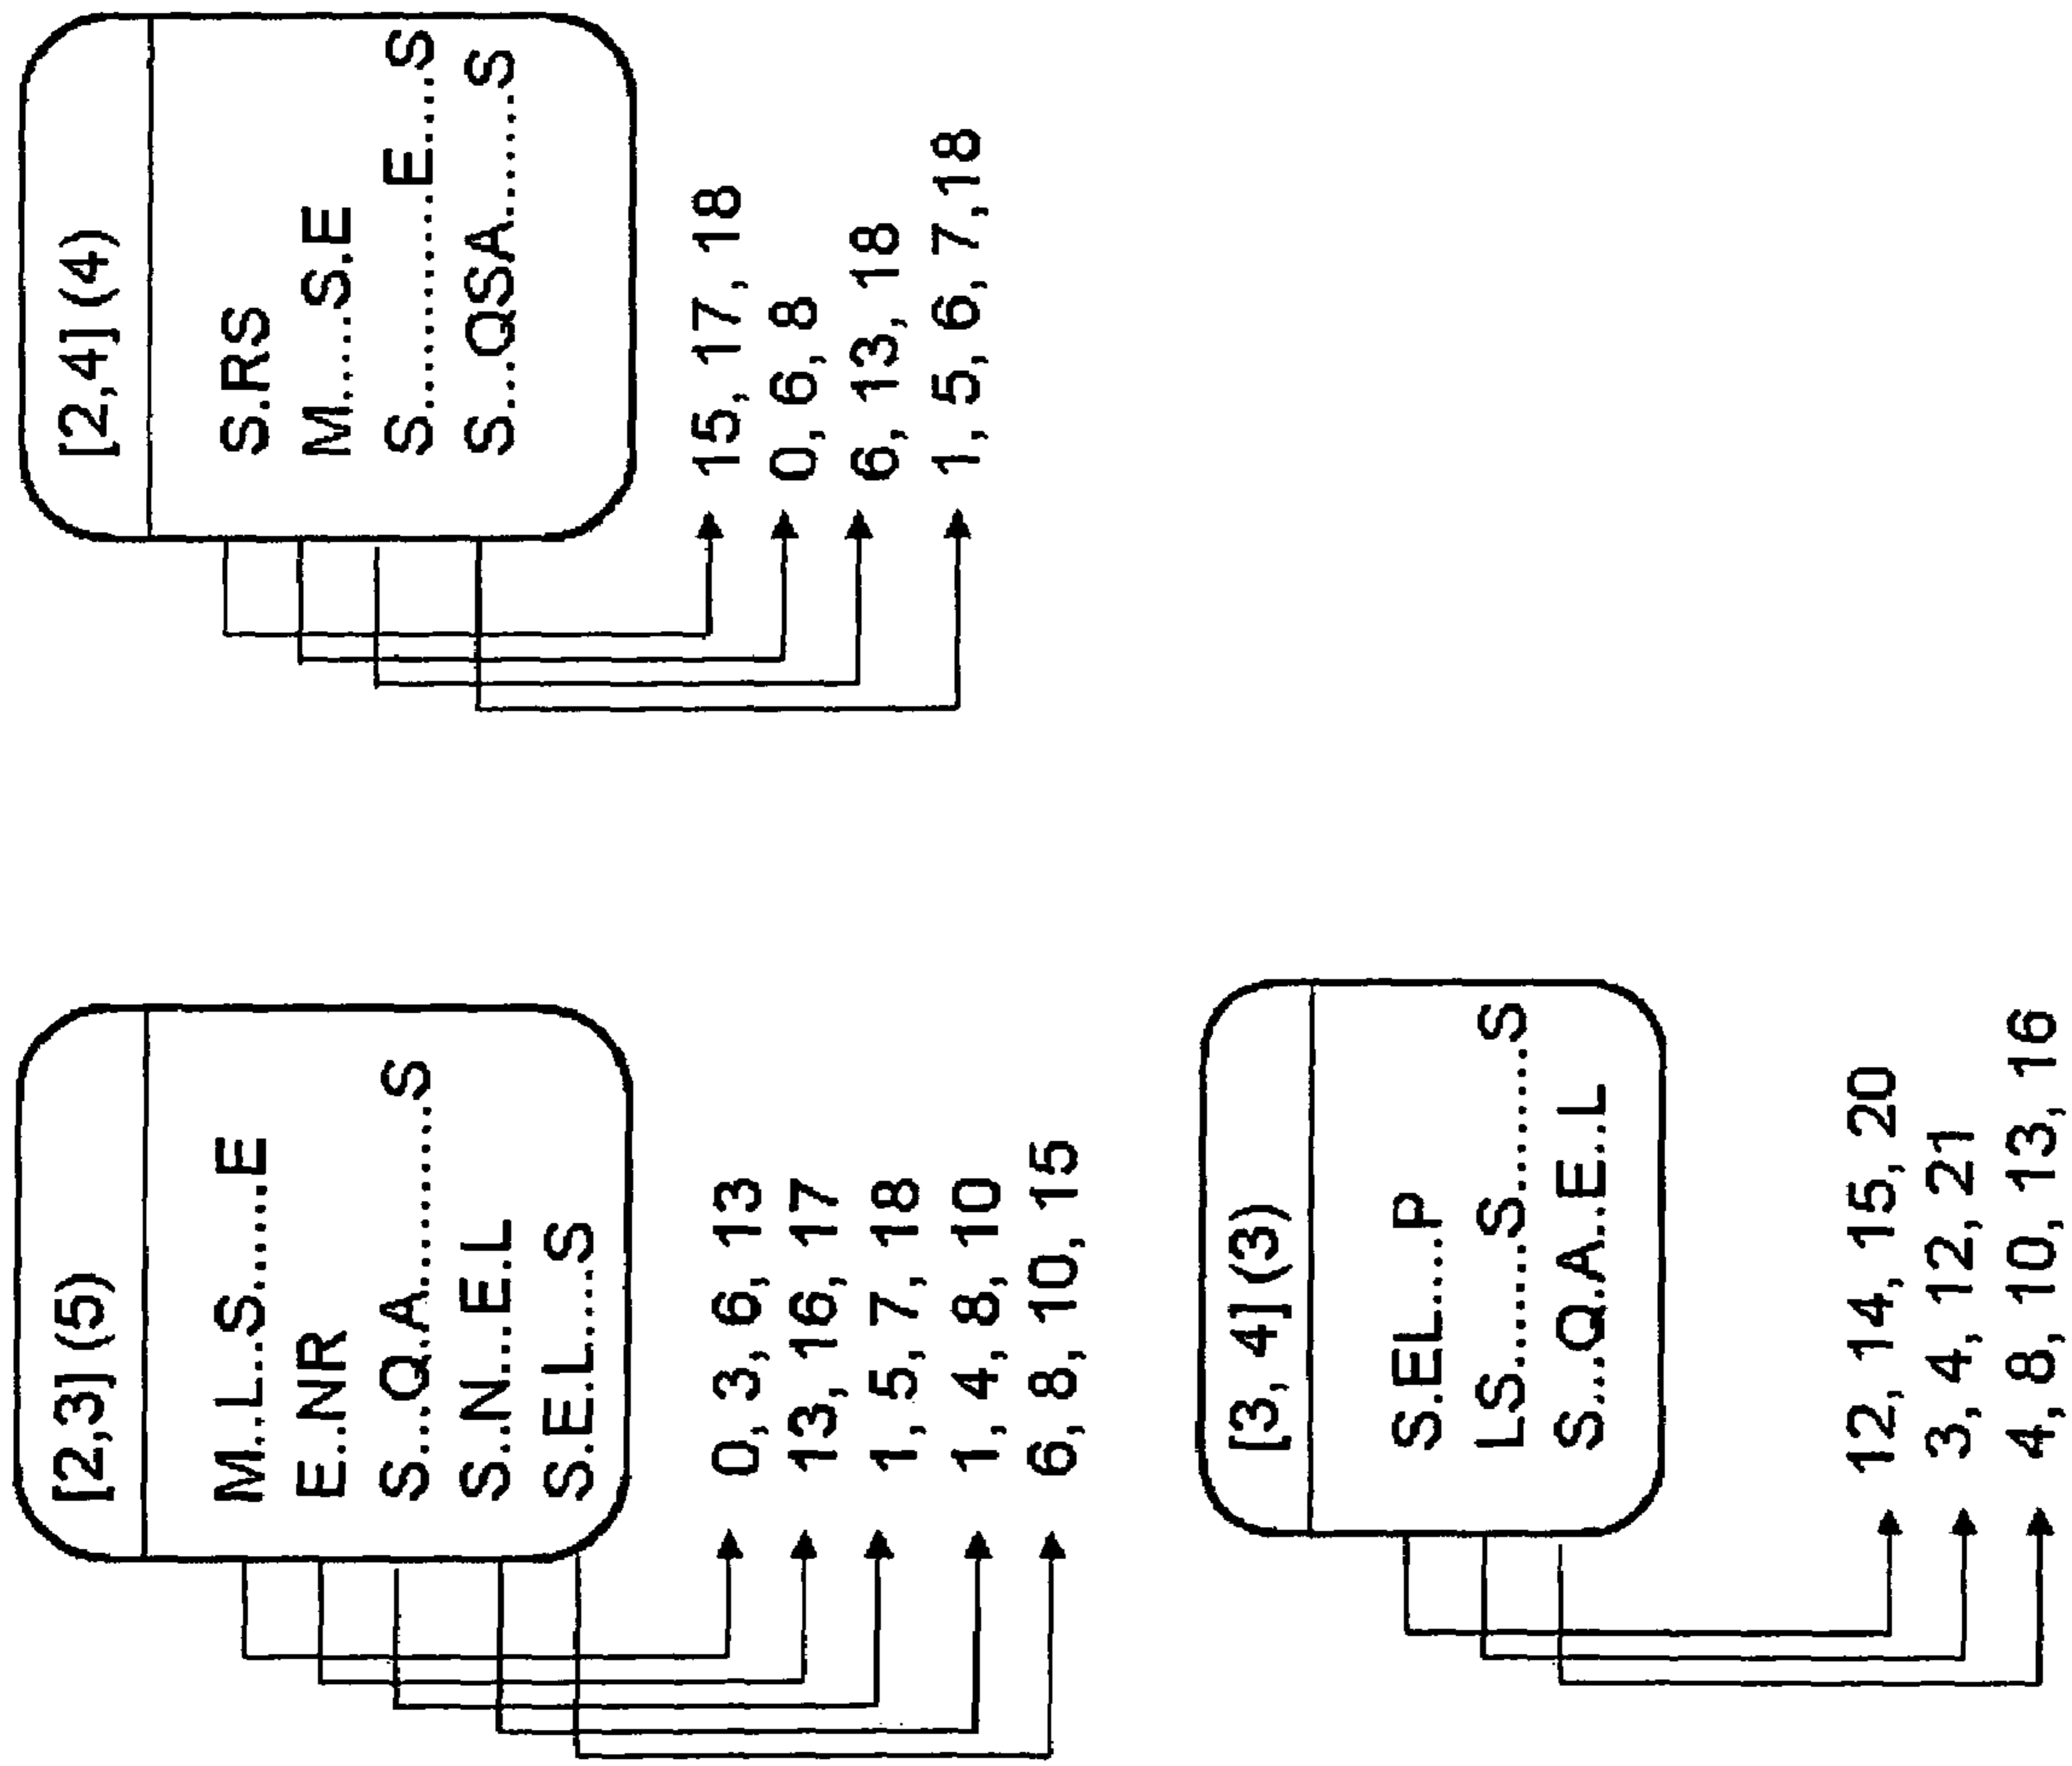 [2,3] (5)
M..L..S......E
E..NR
S...Q.A..........S
S..N...E.L
S.E.L....S
0, 3, 6, 13
13, 16, 17
1, 5, 7, 18
1, 4, 8, 10
6, 8, 10, 15
[2,4] (4)
S.RS
M.....S.E
S............E....S
S...QSA........S
15, 17, 18
0, 6, 8
6, 13, 18
1, 5, 6, 7, 18
[3, 4] (3)
S.EL....P
LS.......S........S
S...Q.A..E..L
12, 14, 15, 20
3, 4, 12, 21
4, 8, 10, 13, 16